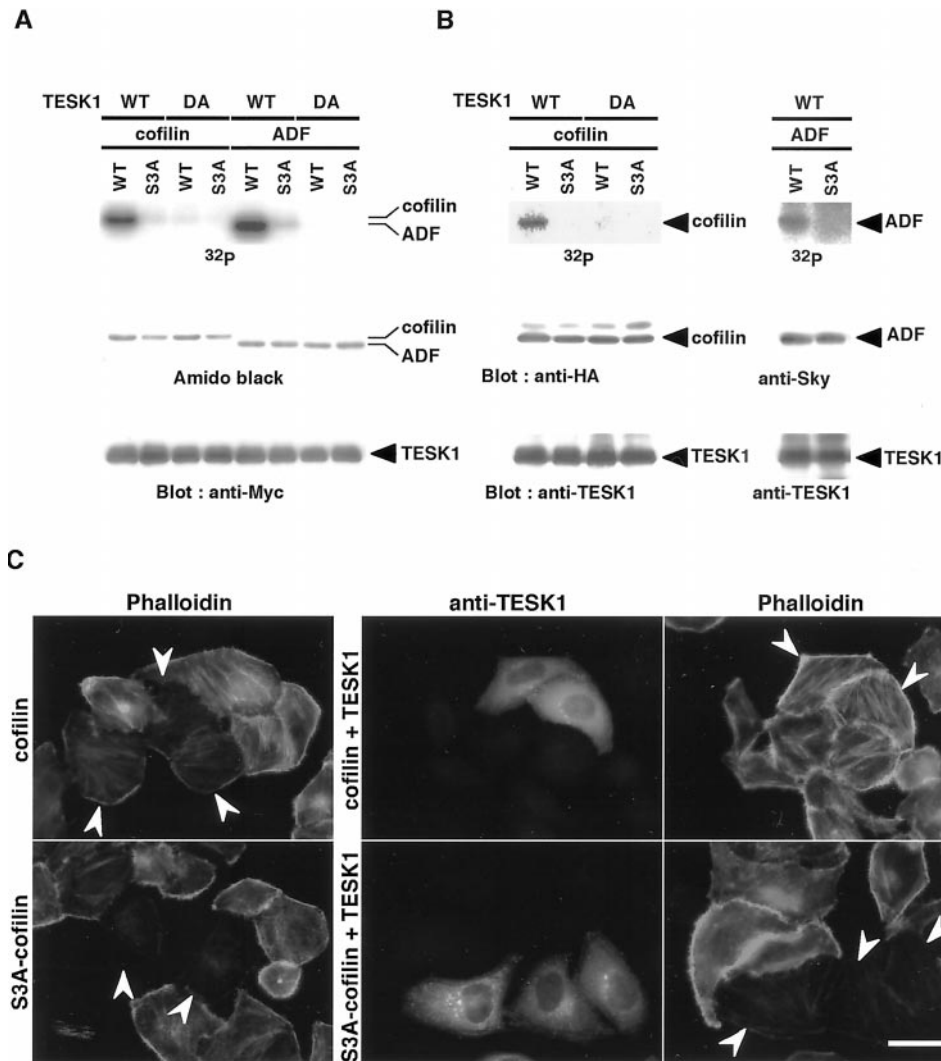 A
TESK1 WT DA WT DA
cofilin ADF
WT S3A WT S3A WT S3A WT S3A
cofilin
ADF
32P
cofilin
ADF
Amido black
TESK1
Blot : anti-Myc
B
TESK1 WT DA WT
cofilin ADF
WT S3A WT S3A WT S3A
cofilin ADF
32P 32P
cofilin ADF
Blot : anti-HA anti-Sky
TESK1 TESK1
Blot : anti-TESK1 anti-TESK1
C
Phalloidin anti-TESK1 Phalloidin
cofilin
cofilin + TESK1
S3A-cofilin
S3A-cofilin + TESK1